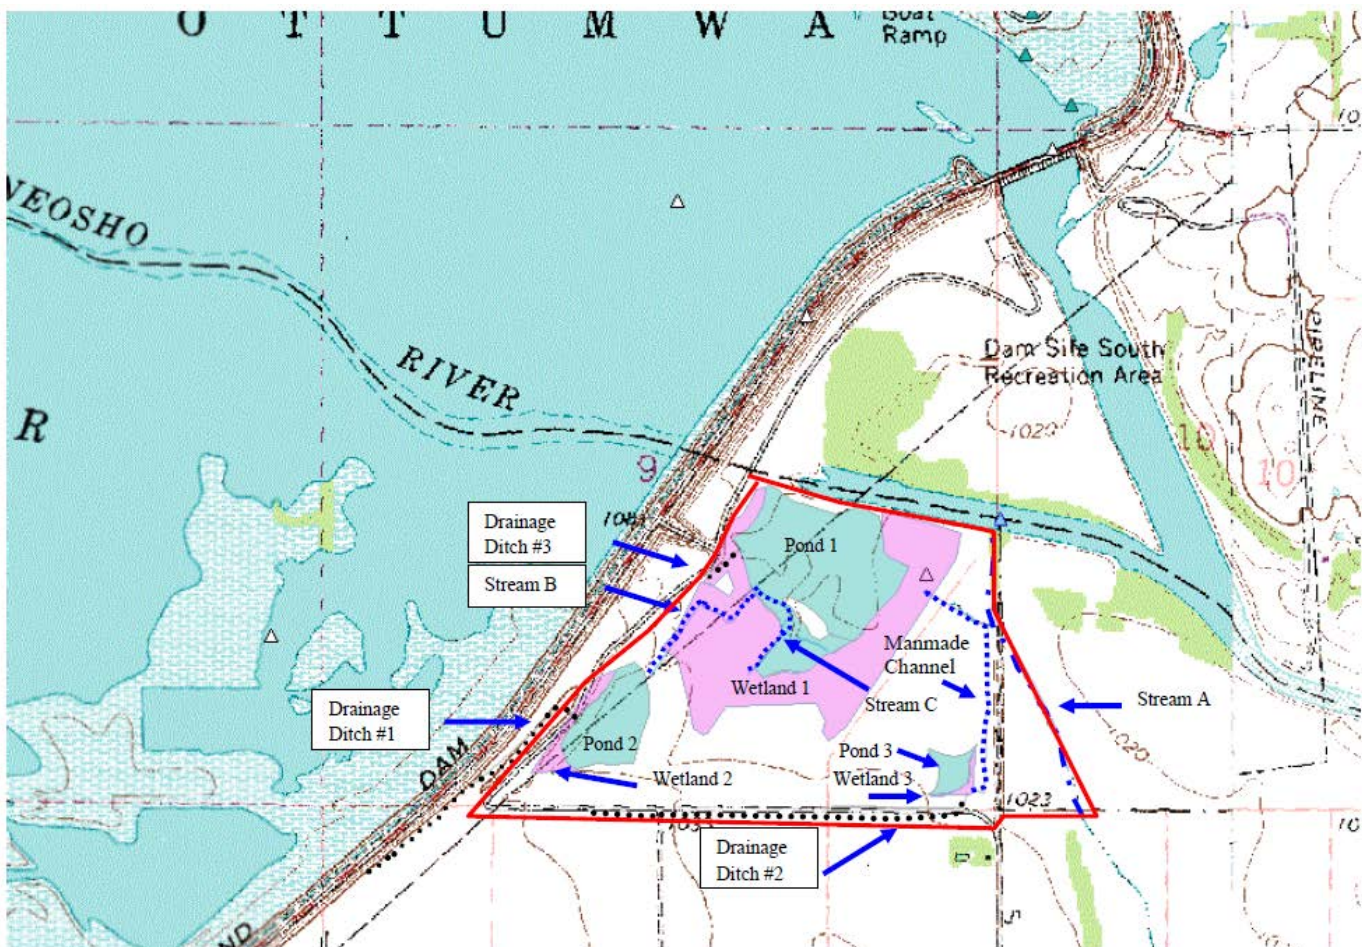 O T T U M W A
Boat
Ramp
NEOSHO
RIVER
R
Dam Site South
Recreation Area
PIPELINE
1020
10
10
9
Drainage
Ditch #3
Pond 1
Stream B
Manmade
Channel
Wetland 1
Stream C
Stream A
Drainage
Ditch #1
Pond 2
Pond 3
Wetland 2
Wetland 3
DAM
1020
1023
10
Drainage
Ditch #2
ND